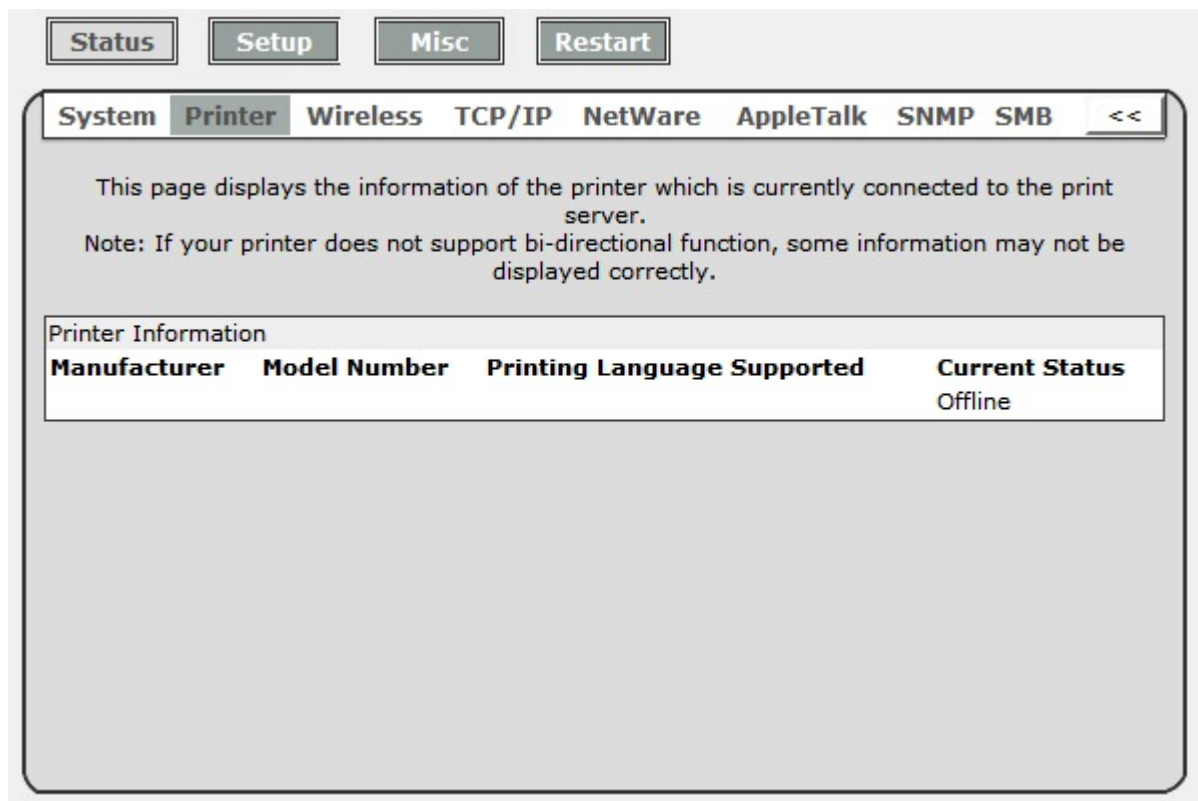 Status Setup Misc Restart
System Printer Wireless TCP/IP NetWare AppleTalk SNMP SMB <<
This page displays the information of the printer which is currently connected to the print
server.
Note: If your printer does not support bi-directional function, some information may not be
displayed correctly.
Printer Information
Manufacturer Model Number Printing Language Supported Current Status
Offline